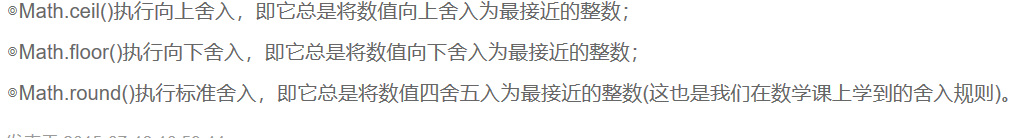 ◎Math.ceil()执行向上舍入，即它总是将数值向上舍入为最接近的整数；
◎Math.floor()执行向下舍入，即它总是将数值向下舍入为最接近的整数；
◎Math.round()执行标准舍入，即它总是将数值四舍五入为最接近的整数(这也是我们在数学课上学到的舍入规则)。